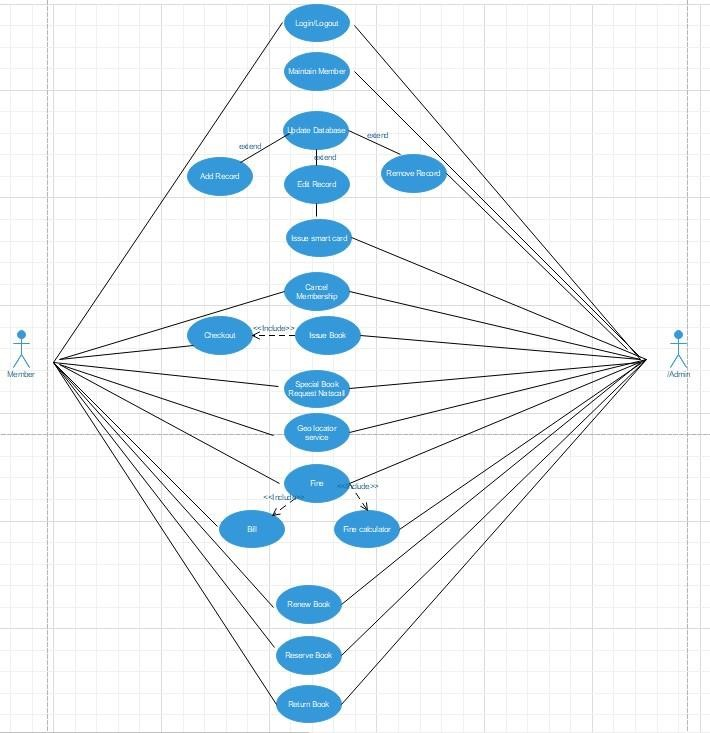 Login/Logout
Maintain Member
Update Database
extend
extend
extend
Add Record
Edit Record
Remove Record
Issue smart card
Cancel
Membership
Checkout
<<Include>>
Issue Book
Member
/Admin
Special Book
Request Natscall
Geo locator
service
Fine
<<Include>>
<<Include>>
Bill
Fine calculator
Renew Book
Reserve Book
Return Book